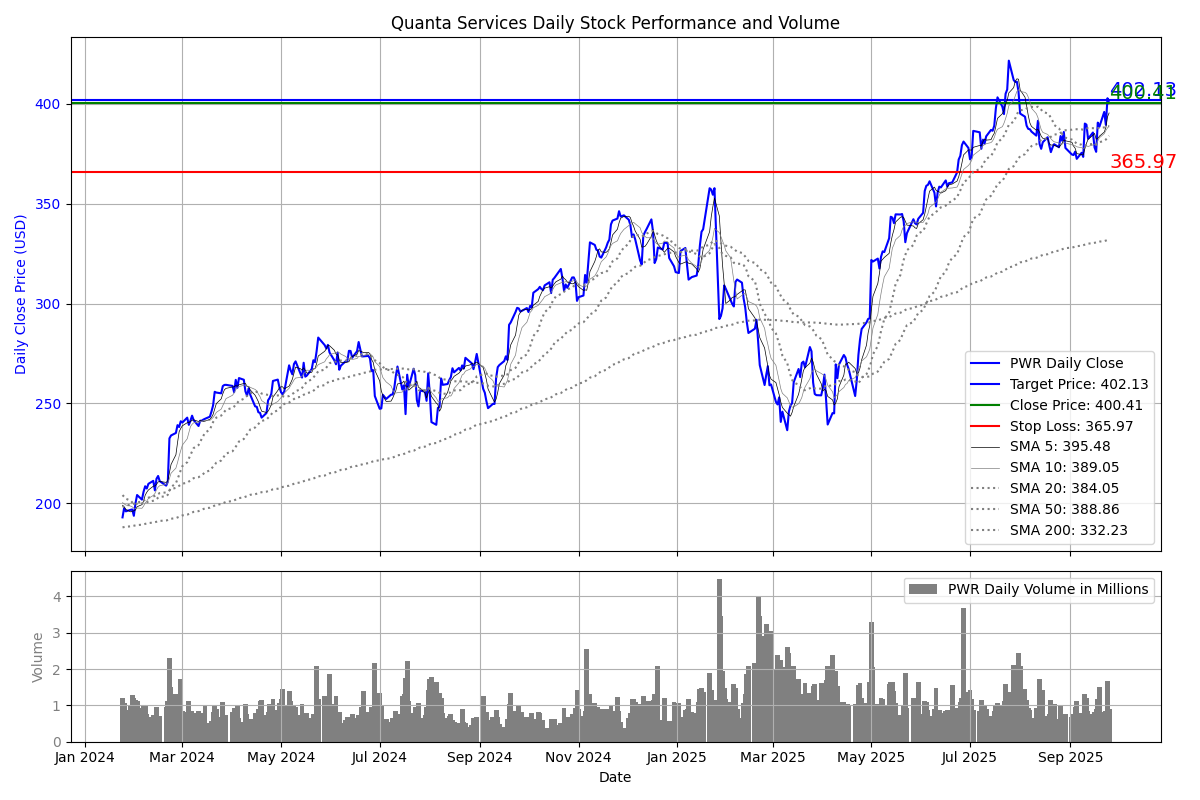 Quanta Services Daily Stock Performance and Volume
Daily Close Price (USD)
400
350
300
250
200
402.13
400.41
365.97
PWR Daily Close
Target Price: 402.13
Close Price: 400.41
Stop Loss: 365.97
SMA 5: 395.48
SMA 10: 389.05
SMA 20: 384.05
SMA 50: 388.86
SMA 200: 332.23
Volume
4
3
2
1
0
PWR Daily Volume in Millions
Jan 2024
Mar 2024
May 2024
Jul 2024
Sep 2024
Nov 2024
Jan 2025
Mar 2025
May 2025
Jul 2025
Sep 2025
Date